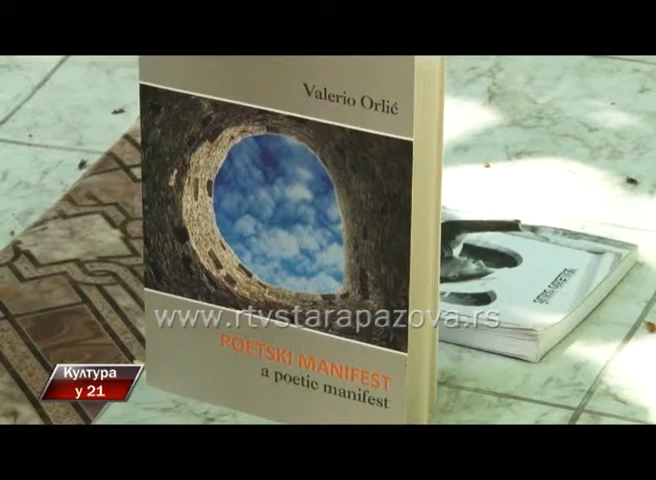 Valerio Orlić
www.rtvstarapazova.rs
POETSKI MANIFEST
a poetic manifest
Култура
у 21